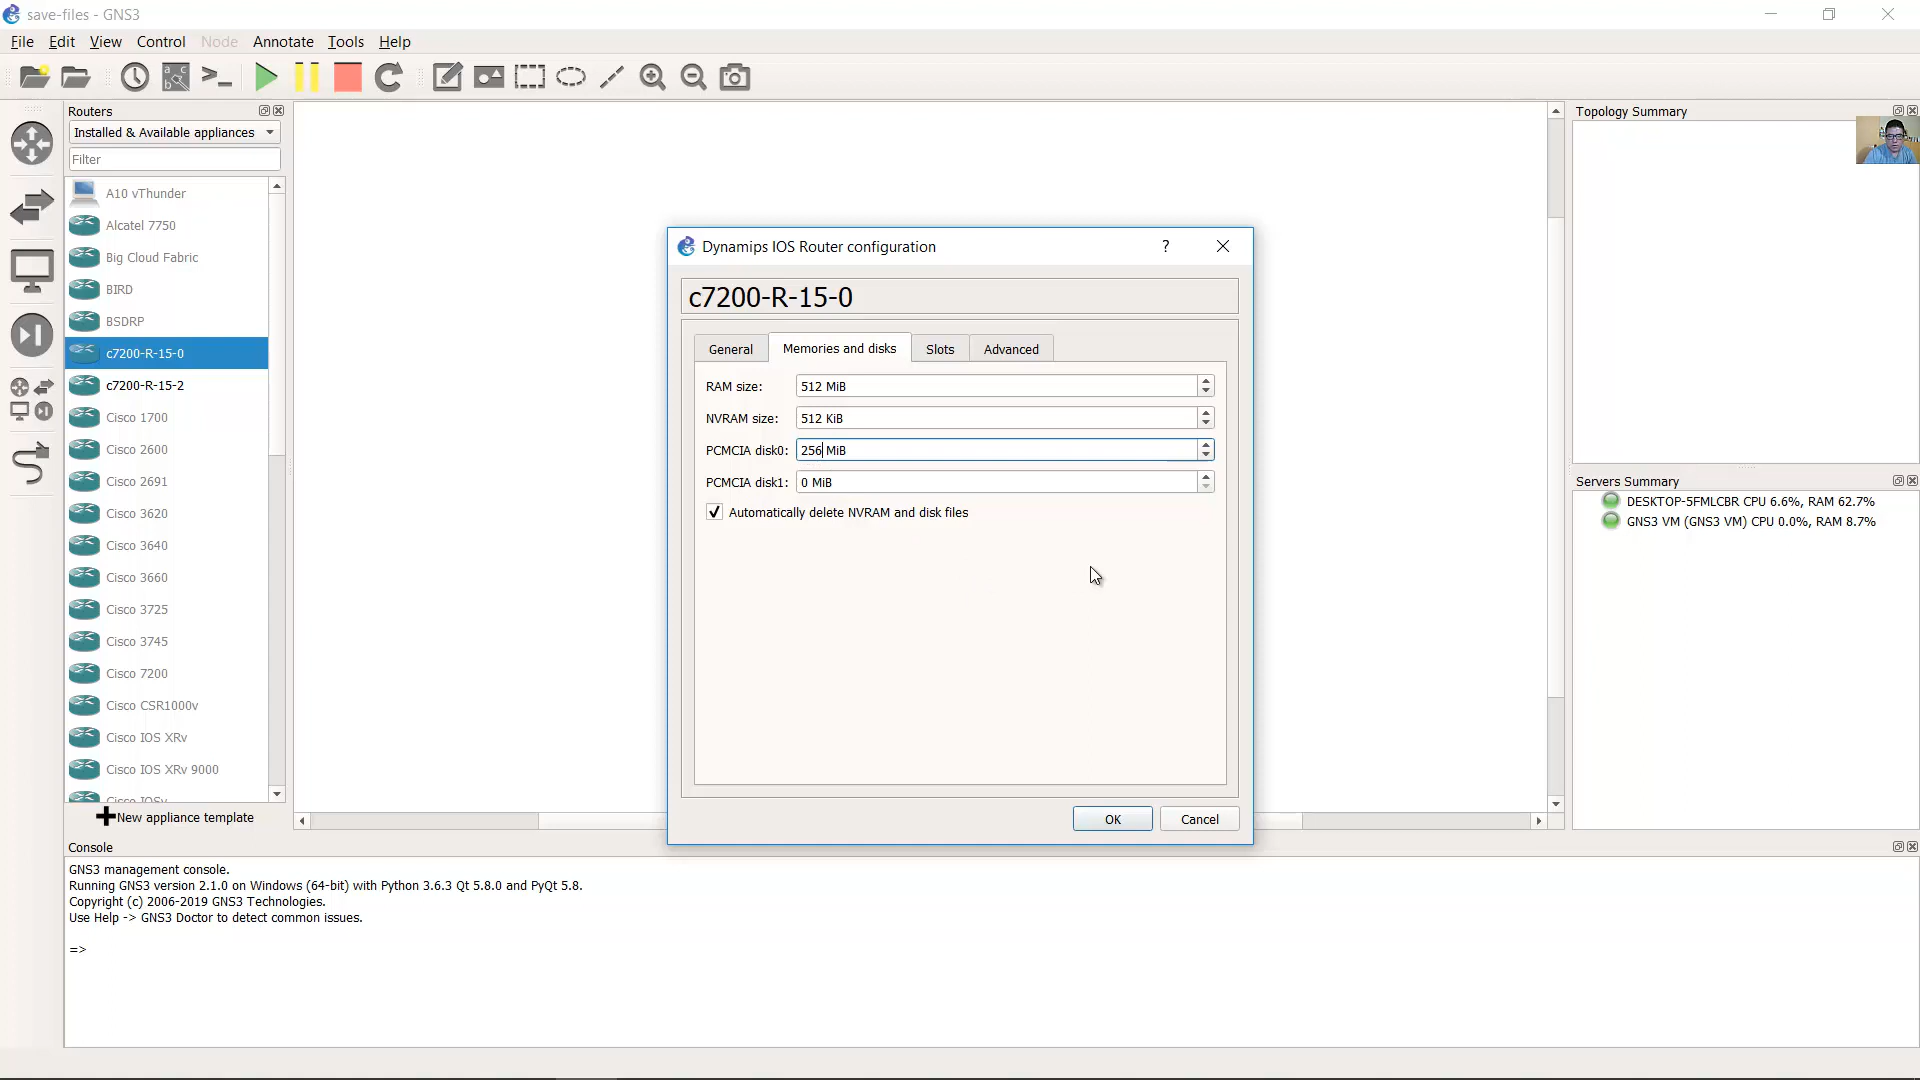 save-files - GNS3
File Edit View Control Node Annotate Tools Help
Routers
Installed & Available appliances
Filter
A10 vThunder
Alcatel 7750
Big Cloud Fabric
BIRD
BSDRP
c7200-R-15-0
c7200-R-15-2
Cisco 1700
Cisco 2600
Cisco 2691
Cisco 3620
Cisco 3640
Cisco 3660
Cisco 3725
Cisco 3745
Cisco 7200
Cisco CSR1000v
Cisco IOS XRv
Cisco IOS XRv 9000
Cisco IOSv
New appliance template
Dynamips IOS Router configuration
?
c7200-R-15-0
General Memories and disks Slots Advanced
RAM size: 512 MiB
NVRAM size: 512 KiB
PCMCIA disk0: 256 MiB
PCMCIA disk1: 0 MiB
Automatically delete NVRAM and disk files
OK Cancel
Topology Summary
Servers Summary
DESKTOP-5FMLCBR CPU 6.6%, RAM 62.7%
GNS3 VM (GNS3 VM) CPU 0.0%, RAM 8.7%
Console
GNS3 management console.
Running GNS3 version 2.1.0 on Windows (64-bit) with Python 3.6.3 Qt 5.8.0 and PyQt 5.8.
Copyright (c) 2006-2019 GNS3 Technologies.
Use Help -> GNS3 Doctor to detect common issues.
=>